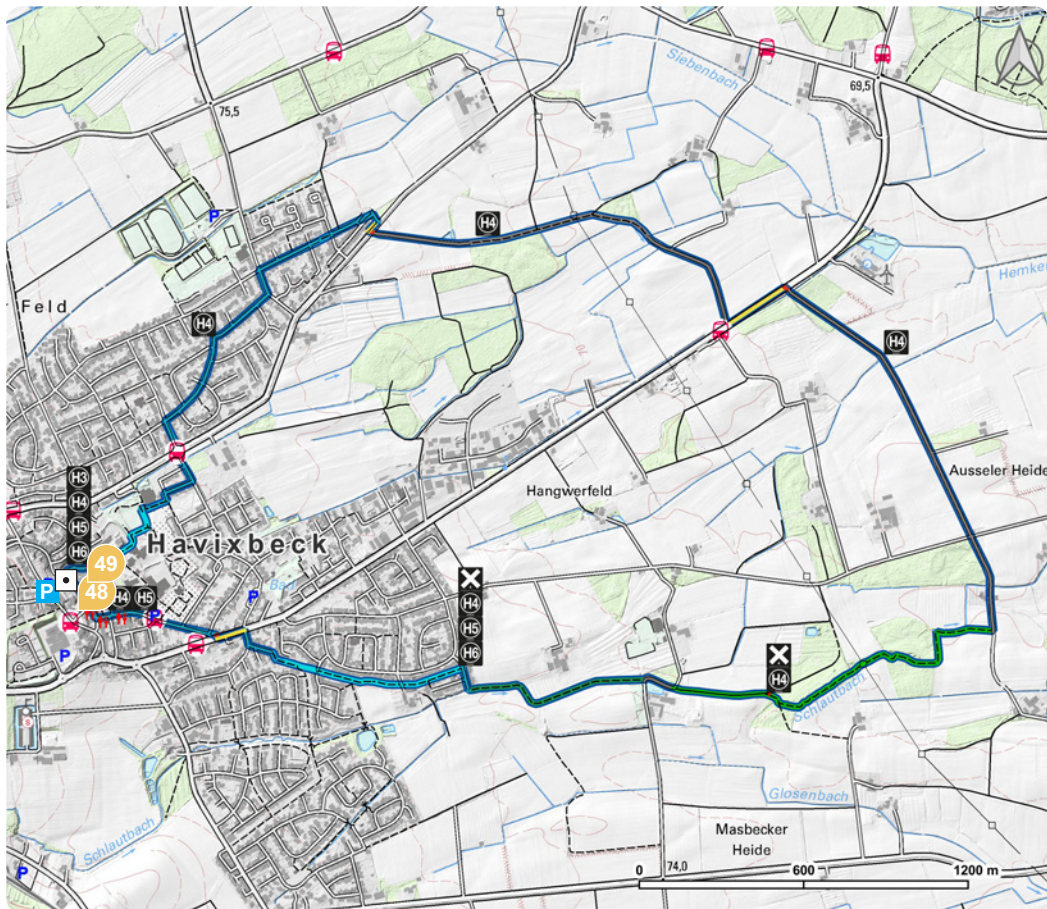 Siebenbach
69,5
75,5
P
H4
Hemker
Feld
H4
H4
Ausseler Heide
H3
H4
H5
H6
Hangwerfeld
Havixbeck
49
P
48
H4 H5
Bad
P
P
H4
H5
H6
P
H4
Schlautbach
Glosenbach
Masbecker
Heide
Schlautbach
P
74,0
0 600 1200 m